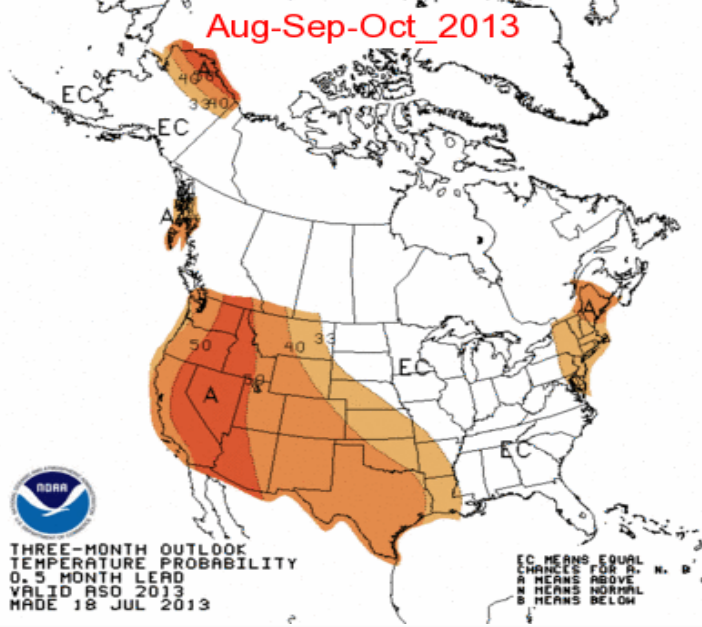 Aug-Sep-Oct_2013
A
40
EC
33
40
EC
A
A
33
50
40
EC
50
A
EC
NOAA
THREE-MONTH OUTLOOK
TEMPERATURE PROBABILITY
0.5 MONTH LEAD
VALID ASO 2013
MADE 18 JUL 2013
EC MEANS EQUAL
CHANCES FOR A, N, B
A MEANS ABOVE
N MEANS NORMAL
B MEANS BELOW